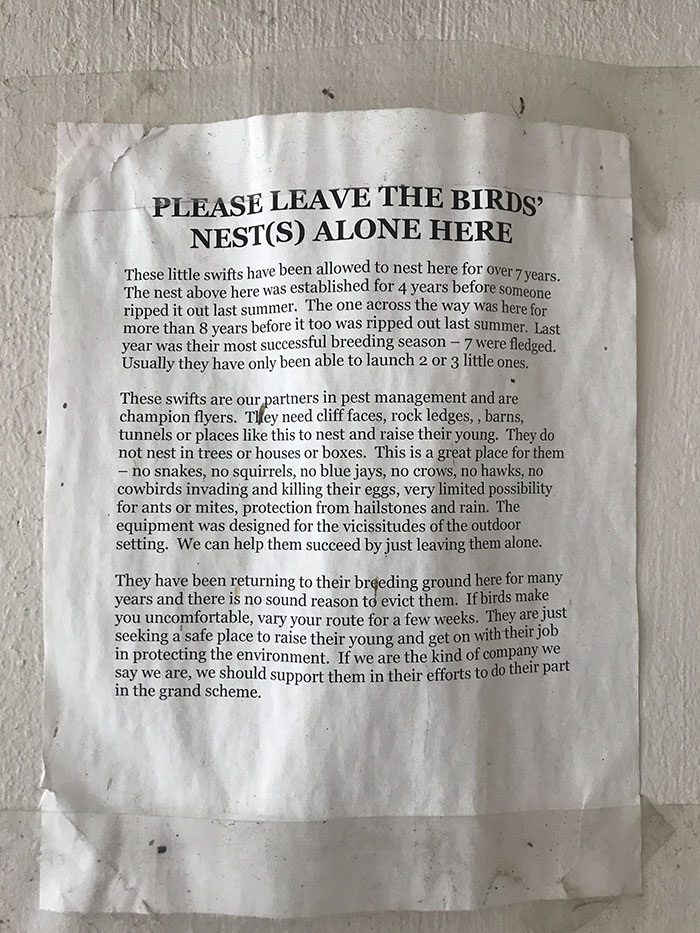 PLEASE LEAVE THE BIRDS’
NEST(S) ALONE HERE
These little swifts have been allowed to nest here for over 7 years.
The nest above here was established for 4 years before someone
ripped it out last summer. The one across the way was here for
more than 8 years before it too was ripped out last summer. Last
year was their most successful breeding season – 7 were fledged.
Usually they have only been able to launch 2 or 3 little ones.
These swifts are our partners in pest management and are
champion flyers. They need cliff faces, rock ledges, , barns,
tunnels or places like this to nest and raise their young. They do
not nest in trees or houses or boxes. This is a great place for them
– no snakes, no squirrels, no blue jays, no crows, no hawks, no
cowbirds invading and killing their eggs, very limited possibility
for ants or mites, protection from hailstones and rain. The
equipment was designed for the vicissitudes of the outdoor
setting. We can help them succeed by just leaving them alone.
They have been returning to their breeding ground here for many
years and there is no sound reason to evict them. If birds make
you uncomfortable, vary your route for a few weeks. They are just
seeking a safe place to raise their young and get on with their job
in protecting the environment. If we are the kind of company we
say we are, we should support them in their efforts to do their part
in the grand scheme.